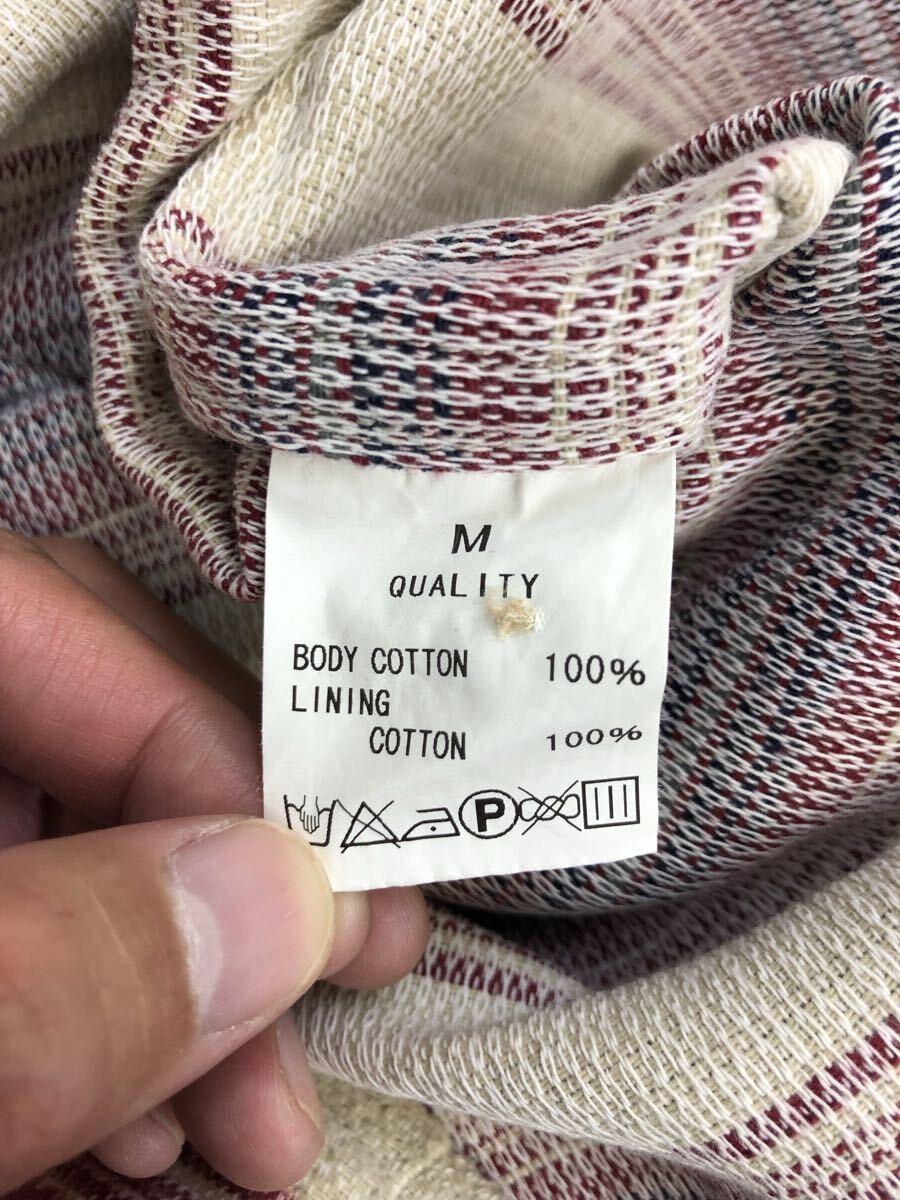 M
QUALITY
BODY COTTON 100%
LINING
COTTON 100%
P